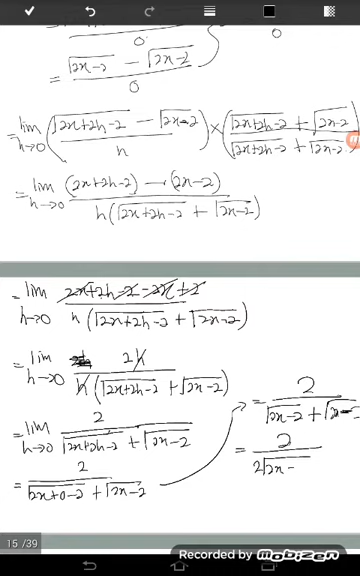 0
0
= √2x-2 - √2x-2
0
= lim h→0 ( √2x+2h-2 - √2x-2 / h ) × ( √2x+2h-2 + √2x-2 / √2x+2h-2 + √2x-2
= lim h→0 (2x+2h-2) - (2x-2) / h(√2x+2h-2 + √2x-2)
= lim h→0 2x+2h-2-2x+2 / h(√2x+2h-2 + √2x-2)
= lim h→0 2h / h(√2x+2h-2 + √2x-2)
= lim h→0 2 / √2x+2h-2 + √2x-2
= 2 / √2x+0-2 + √2x-2
= 2 / √2x-2 + √2x-2
= 2 / 2√2x-
15 /39
Recorded by Mobizen